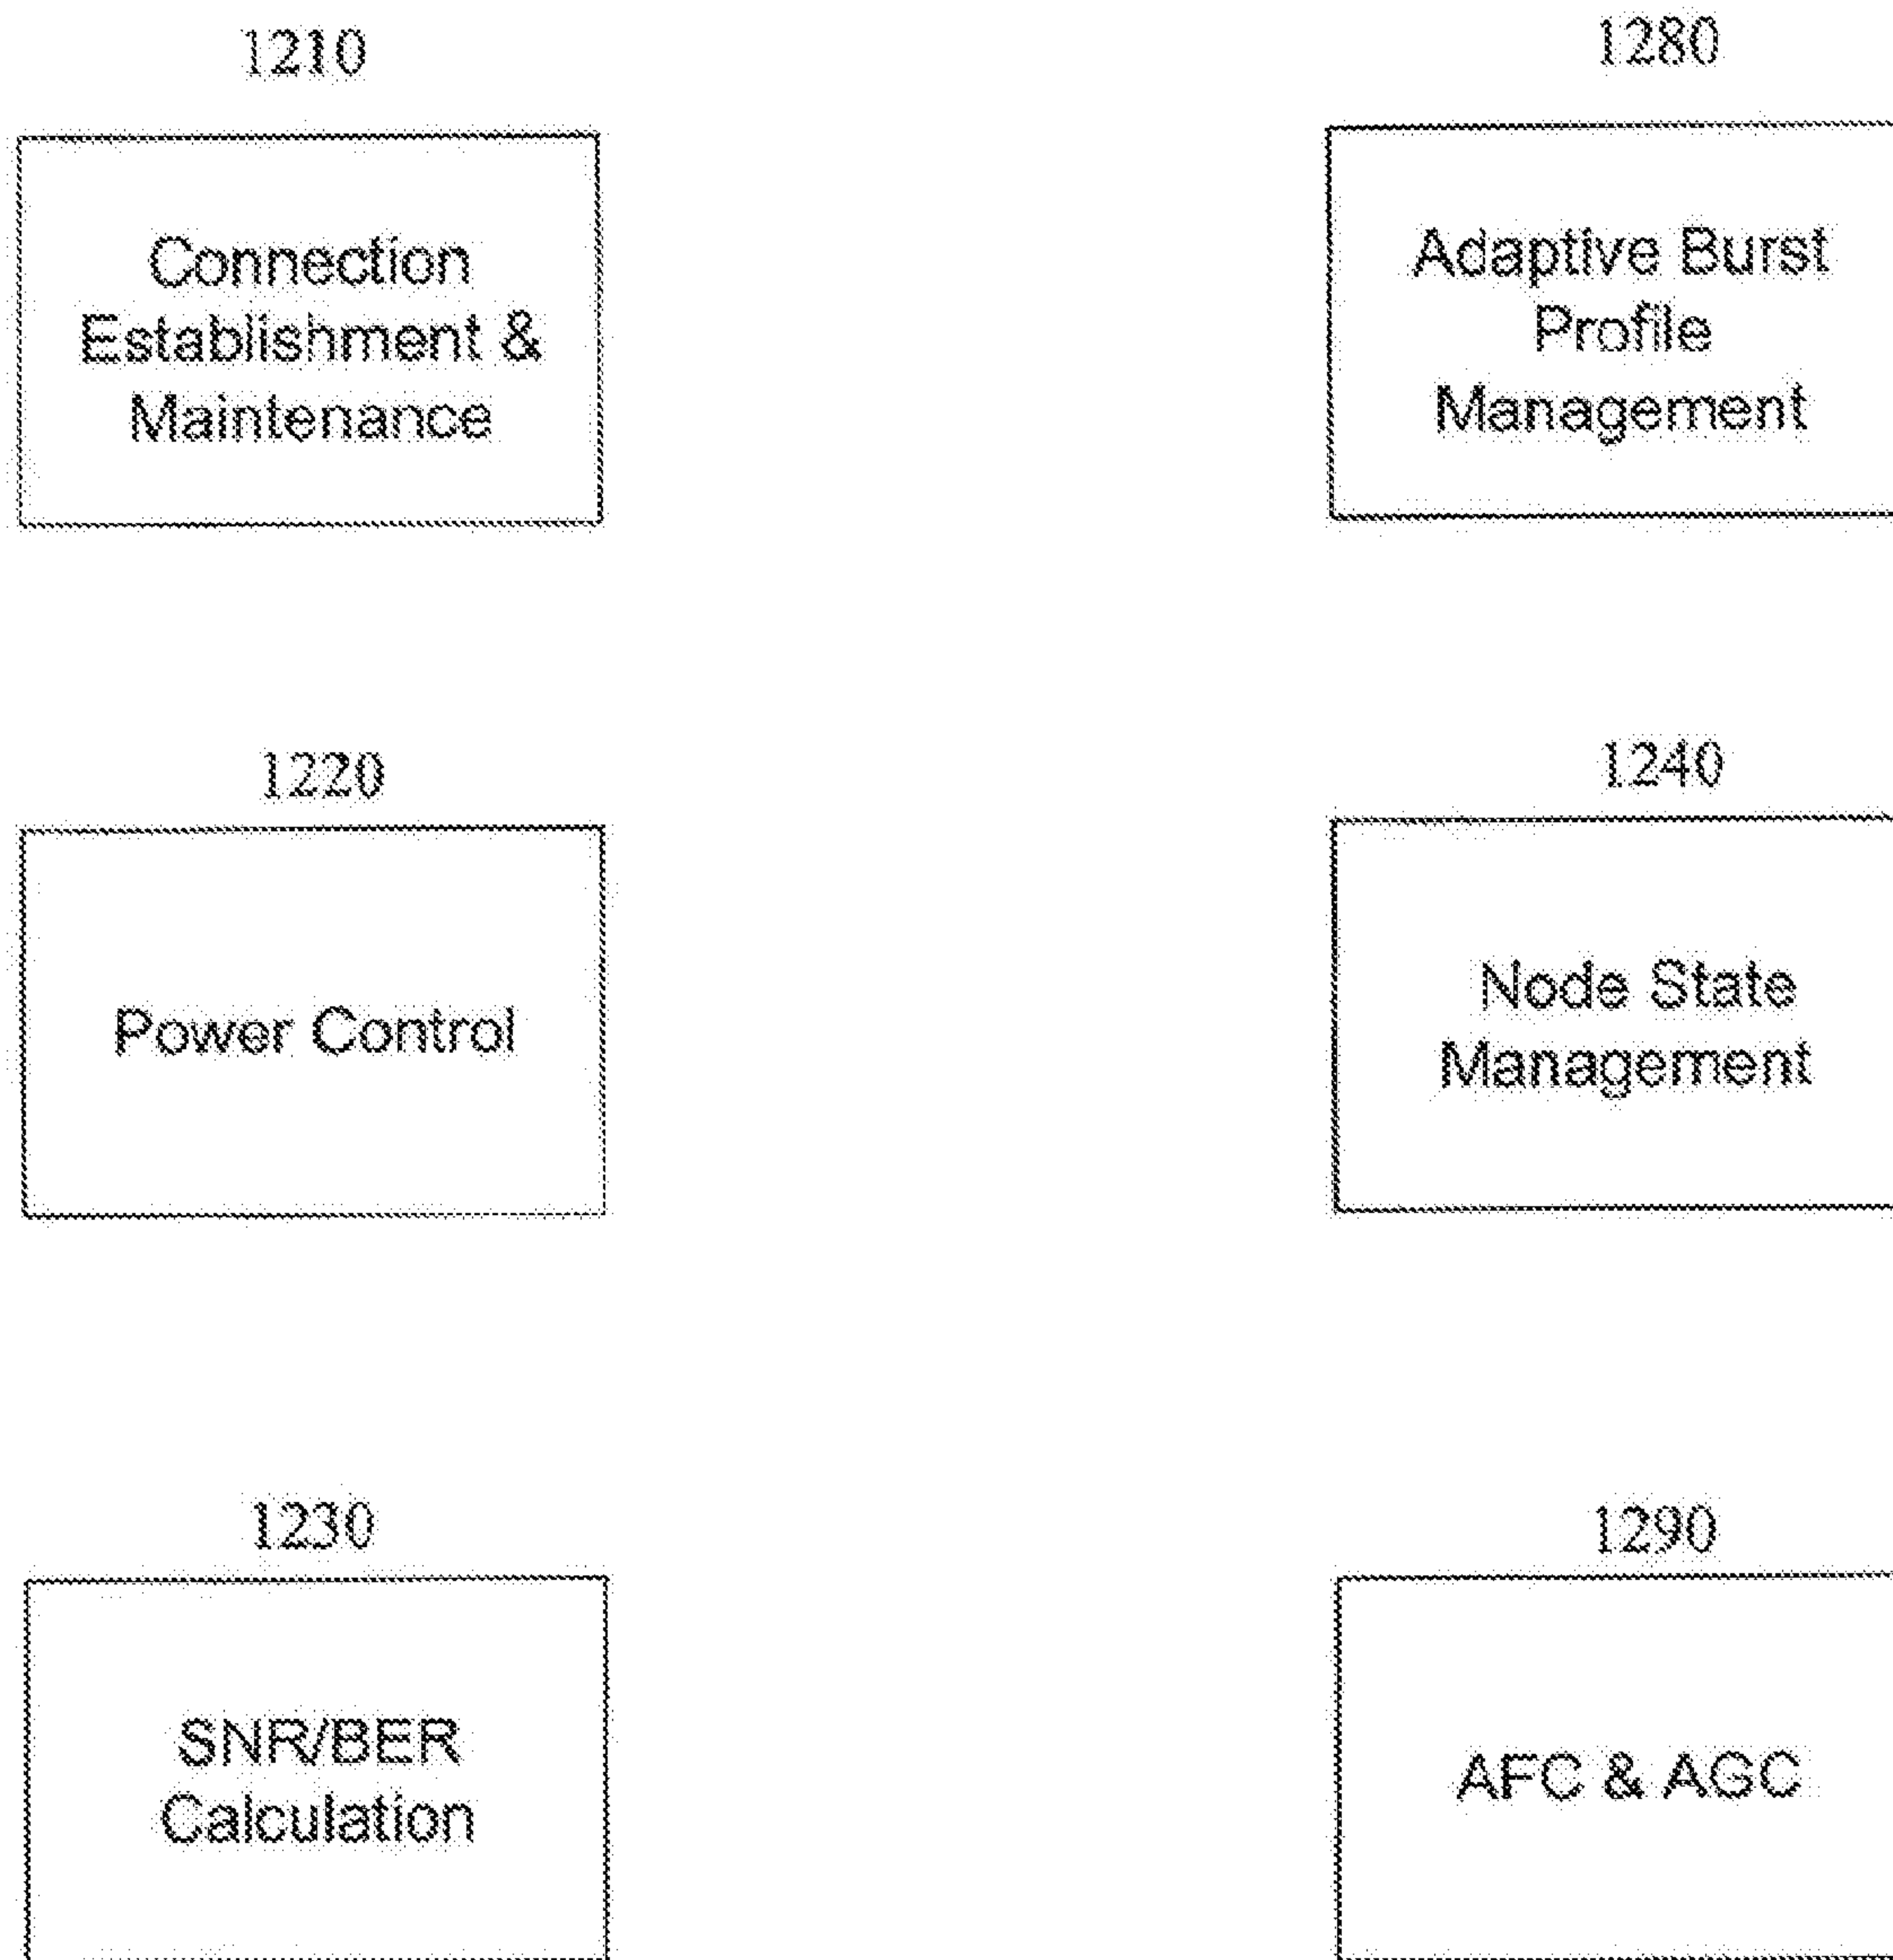 1210
Connection
Establishment &
Maintenance
1280
Adaptive Burst
Profile
Management
1220
Power Control
1240
Node State
Management
1230
SNR/BER
Calculation
1290
AFC & AGC